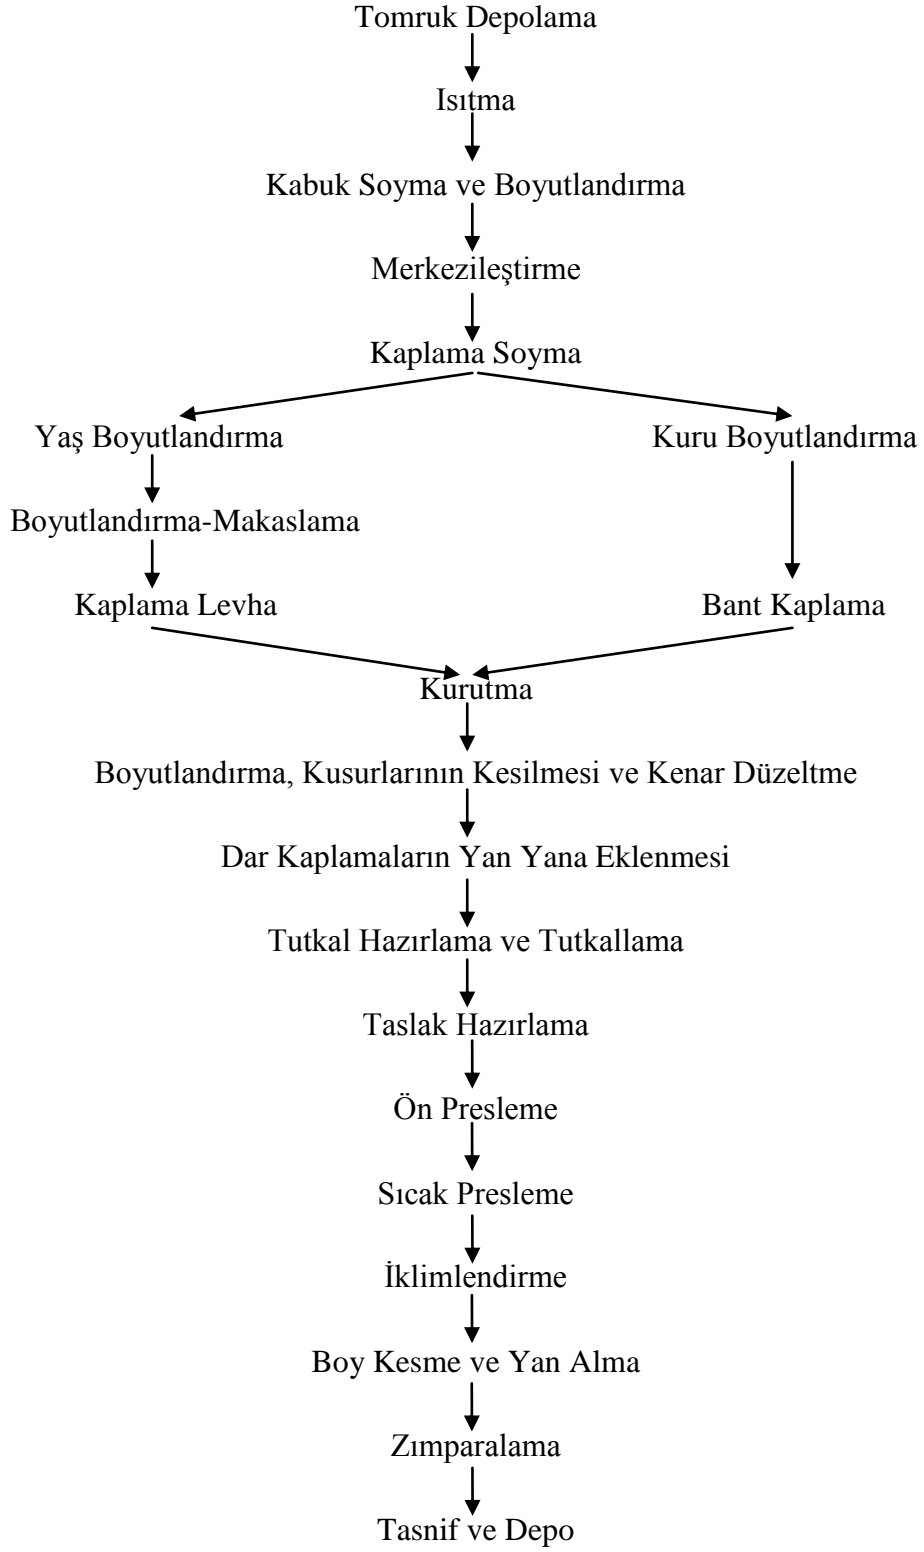 Tomruk Depolama
Isıtma
Kabuk Soyma ve Boyutlandırma
Merkezileştirme
Kaplama Soyma
Yaş Boyutlandırma
Kuru Boyutlandırma
Boyutlandırma-Makaslama
Kaplama Levha
Bant Kaplama
Kurutma
Boyutlandırma, Kusurlarının Kesilmesi ve Kenar Düzeltme
Dar Kaplamaların Yan Yana Eklenmesi
Tutkal Hazırlama ve Tutkallama
Taslak Hazırlama
Ön Presleme
Sıcak Presleme
İklimlendirme
Boy Kesme ve Yan Alma
Zımparalama
Tasnif ve Depo